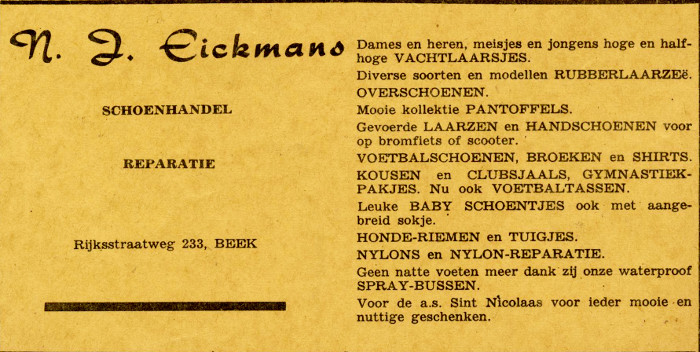 N. J. Eickmans
SCHOENHANDEL
REPARATIE
Rijksstraatweg 233, BEEK
Dames en heren, meisjes en jongens hoge en half-
hoge VACHTLAARSJES.
Diverse soorten en modellen RUBBERLAARZEë.
OVERSCHOENEN.
Mooie kollektie PANTOFFELS.
Gevoerde LAARZEN en HANDSCHOENEN voor
op bromfiets of scooter.
VOETBALSCHOENEN, BROEKEN en SHIRTS.
KOUSEN en CLUBSJAALS, GYMNASTIEK-
PAKJES. Nu ook VOETBALTASSEN.
Leuke BABY SCHOENTJES ook met aange-
breid sokje.
HONDE-RIEMEN en TUIGJES.
NYLONS en NYLON-REPARATIE.
Geen natte voeten meer dank zij onze waterproof
SPRAY-BUSSEN.
Voor de a.s. Sint Nicolaas voor ieder mooie en
nuttige geschenken.